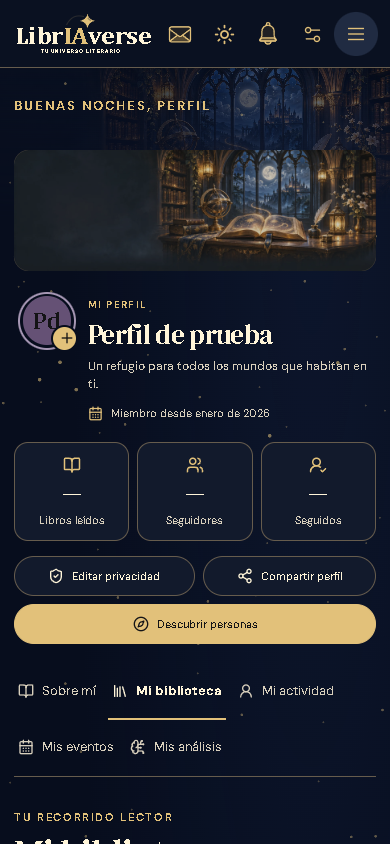 LibrIAverse
TU UNIVERSO LITERARIO
BUENAS NOCHES, PERFIL
Pd
MI PERFIL
Perfil de prueba
Un refugio para todos los mundos que habitan en
ti.
Miembro desde enero de 2026
— — —
Libros leídos Seguidores Seguidos
Editar privacidad Compartir perfil
Descubrir personas
Sobre mí Mi biblioteca Mi actividad
Mis eventos Mis análisis
TU RECORRIDO LECTOR